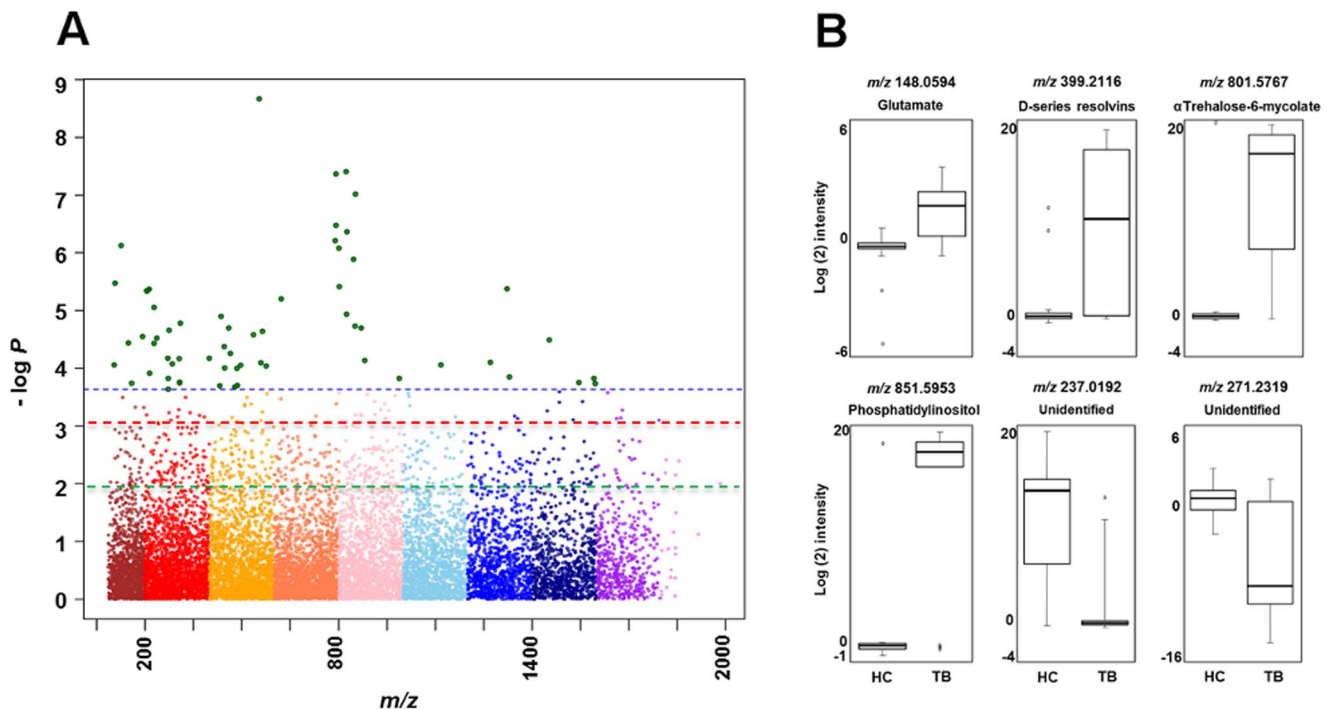 A
B
9
8
7
6
5
4
3
2
1
0
- log P
200
800
1400
2000
m/z
m/z 148.0594
Glutamate
6
0
-6
Log (2) intensity
m/z 399.2116
D-series resolvins
20
0
-4
m/z 801.5767
αTrehalose-6-mycolate
20
0
-4
m/z 851.5953
Phosphatidylinositol
20
0
-1
Log (2) intensity
HC TB
m/z 237.0192
Unidentified
20
0
-4
HC TB
m/z 271.2319
Unidentified
6
0
-16
HC TB